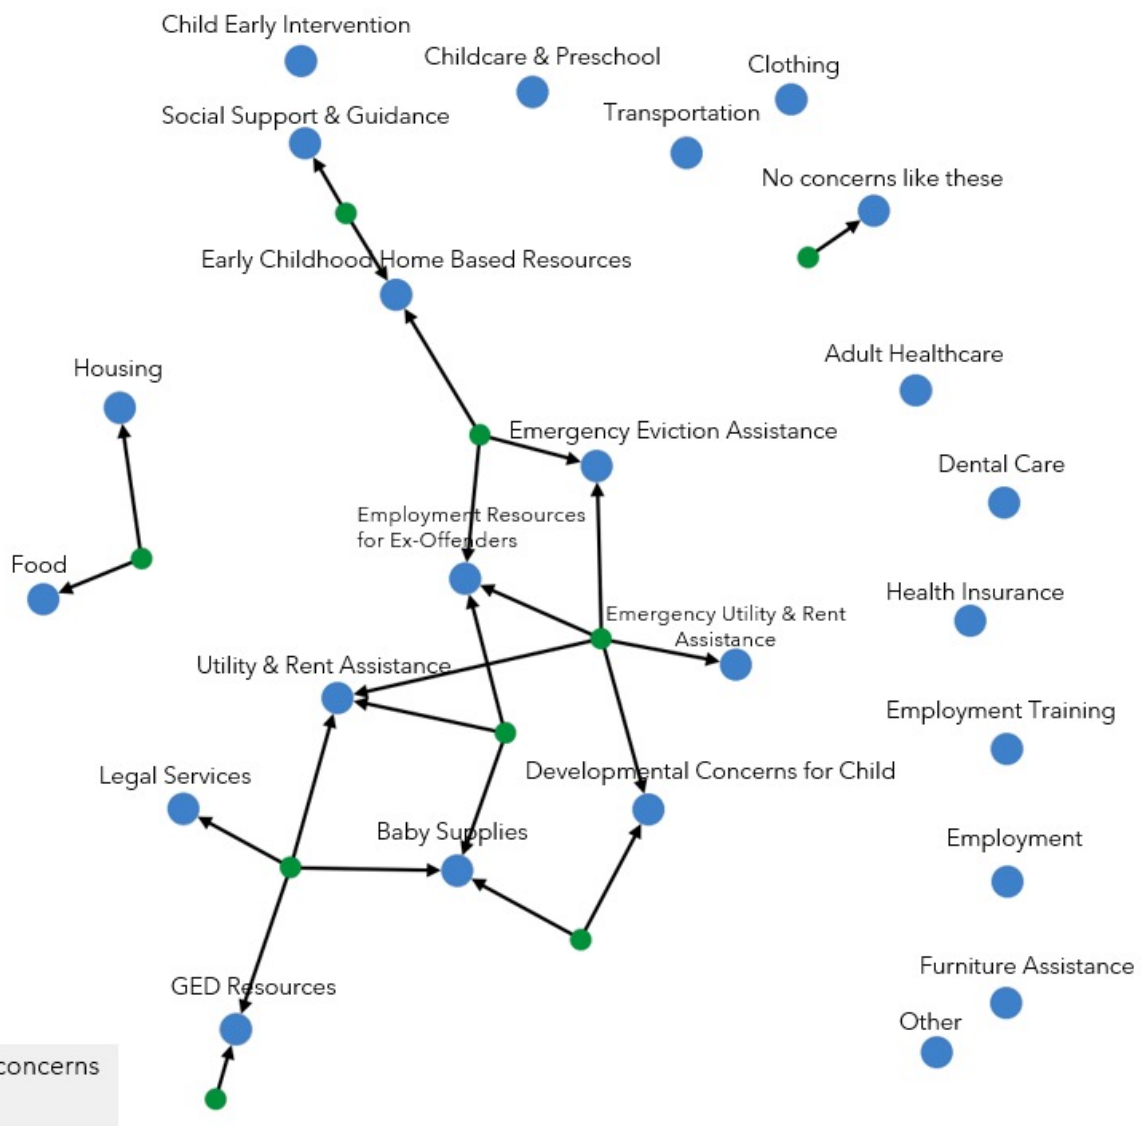 Child Early Intervention
Childcare & Preschool
Clothing
Social Support & Guidance
Transportation
No concerns like these
Early Childhood Home Based Resources
Adult Healthcare
Housing
Emergency Eviction Assistance
Dental Care
Employment Resources
for Ex-Offenders
Food
Health Insurance
Emergency Utility & Rent
Assistance
Utility & Rent Assistance
Employment Training
Legal Services
Developmental Concerns for Child
Baby Supplies
Employment
Furniture Assistance
GED Resources
Other
concerns